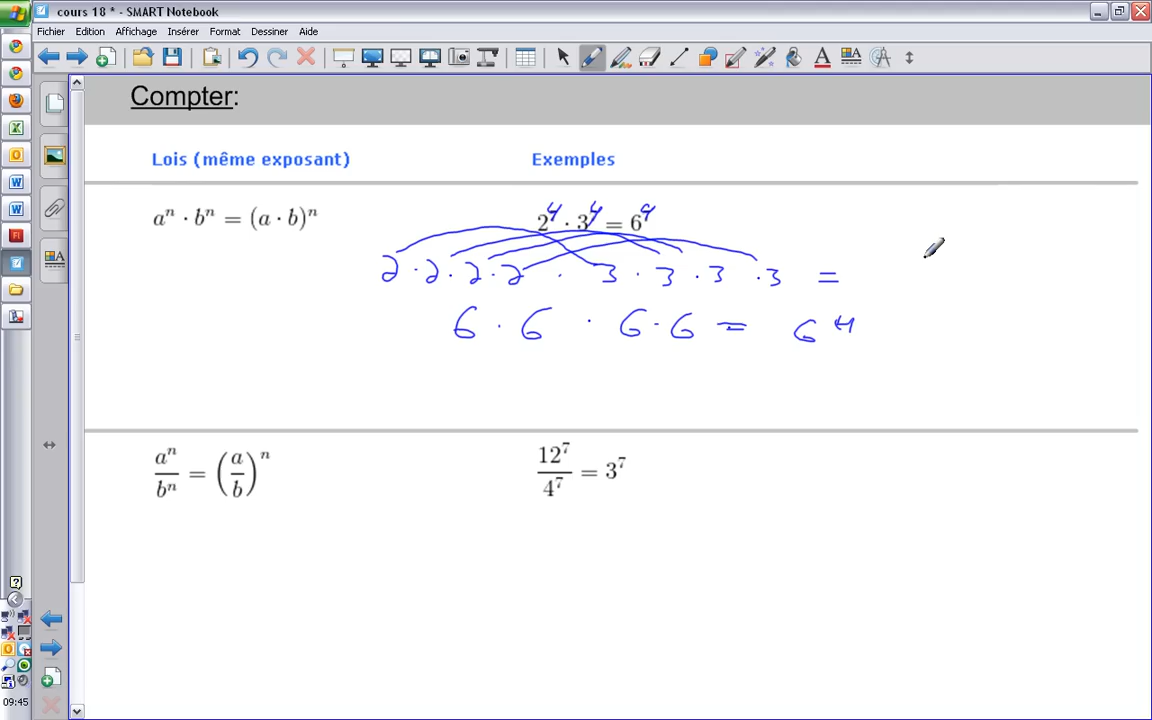 cours 18 * - SMART Notebook
Fichier Edition Affichage Insérer Format Dessiner Aide
Compter:
Lois (même exposant) Exemples
aⁿ · bⁿ = (a · b)ⁿ 2⁴ · 3⁴ = 6⁴
2 · 2 · 2 · 2 · 3 · 3 · 3 · 3 =
6 · 6 · 6 · 6 = 6⁴
aⁿ/bⁿ = (a/b)ⁿ 12⁷/4⁷ = 3⁷
09:45